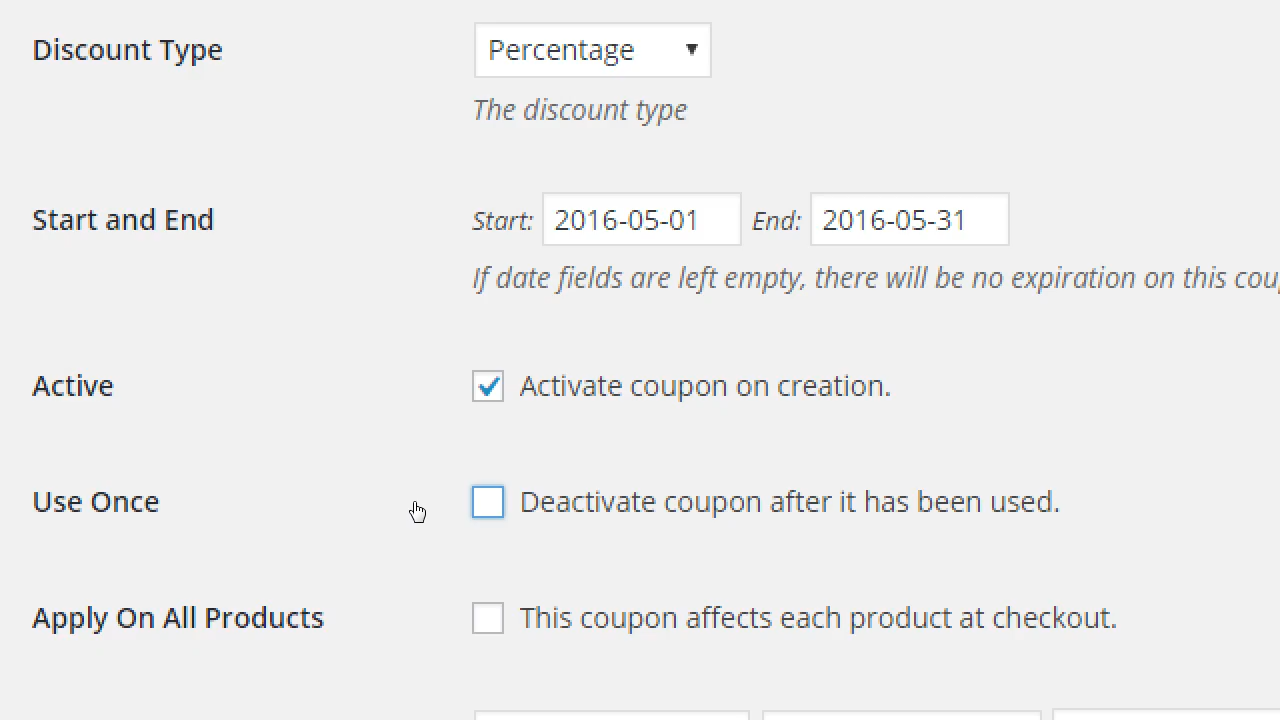 Discount Type Percentage
The discount type
Start and End Start: 2016-05-01 End: 2016-05-31
If date fields are left empty, there will be no expiration on this
Active Activate coupon on creation.
Use Once Deactivate coupon after it has been used.
Apply On All Products This coupon affects each product at checkout.